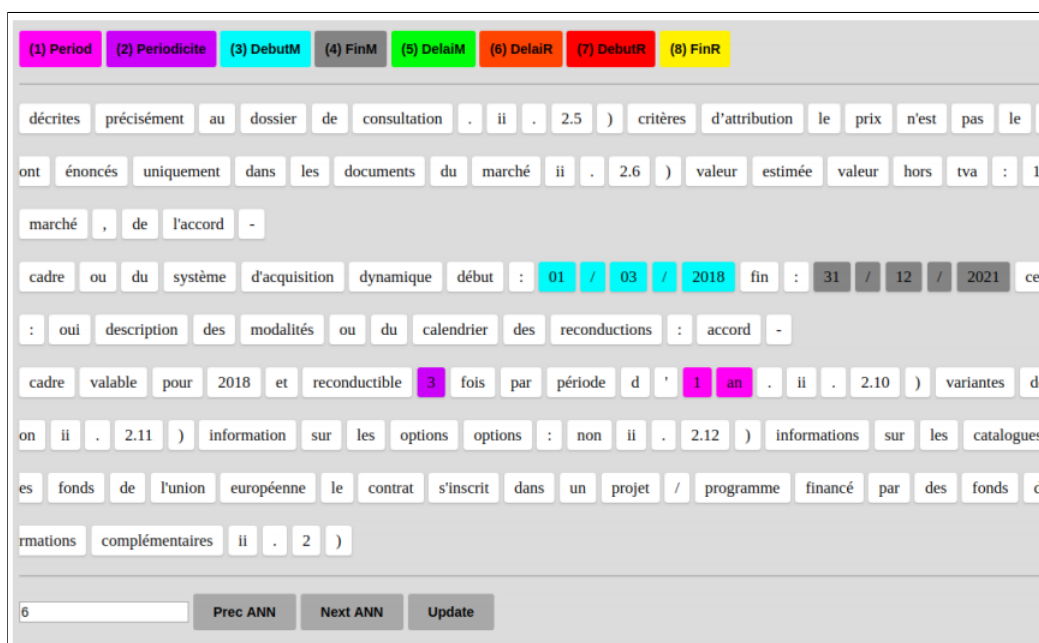 (1) Period (2) Periodicite (3) DebutM (4) FinM (5) DelaiM (6) DelaiR (7) DebutR (8) FinR
décrites précisément au dossier de consultation . ii . 2.5 ) critères d'attribution le prix n'est pas le
ont énoncés uniquement dans les documents du marché ii . 2.6 ) valeur estimée valeur hors tva : 1
marché , de l'accord -
cadre ou du système d'acquisition dynamique début : 01 / 03 / 2018 fin : 31 / 12 / 2021 ce
: oui description des modalités ou du calendrier des reconductions : accord -
cadre valable pour 2018 et reconductible 3 fois par période d ' 1 an . ii . 2.10 ) variantes d
on ii . 2.11 ) information sur les options options : non ii . 2.12 ) informations sur les catalogues
es fonds de l'union européenne le contrat s'inscrit dans un projet / programme financé par des fonds d
rmations complémentaires ii . 2 )
6 Prec ANN Next ANN Update